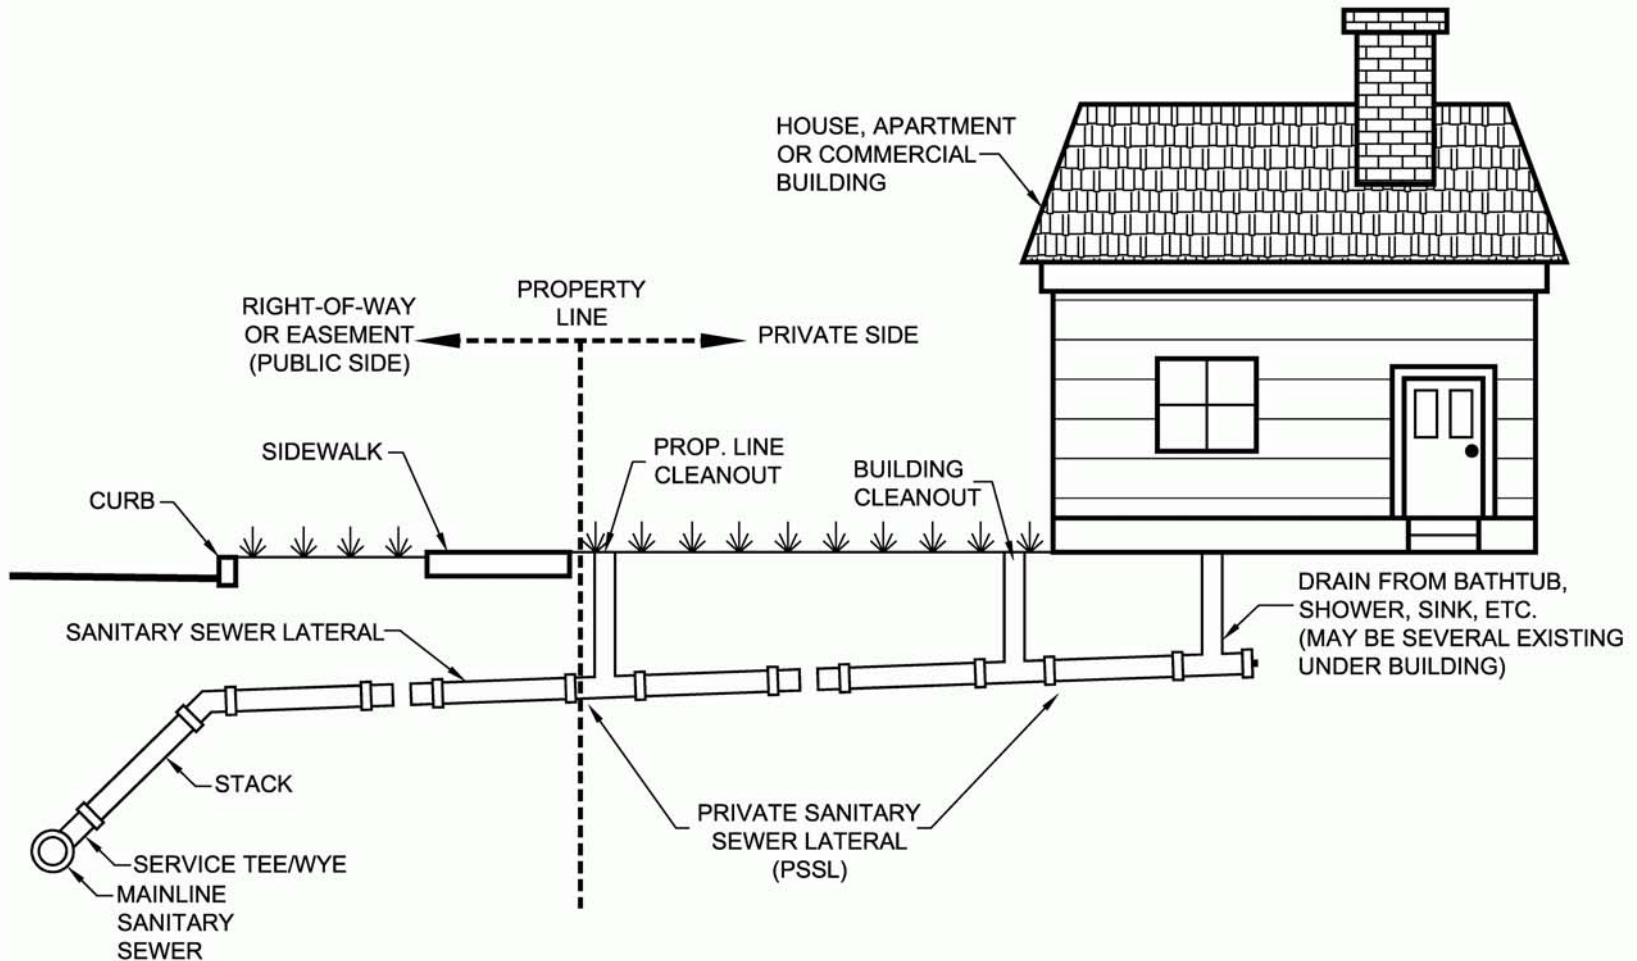 HOUSE, APARTMENT
OR COMMERCIAL
BUILDING
PROPERTY
LINE
RIGHT-OF-WAY
OR EASEMENT
(PUBLIC SIDE)
PRIVATE SIDE
SIDEWALK
PROP. LINE
CLEANOUT
BUILDING
CLEANOUT
CURB
DRAIN FROM BATHTUB,
SHOWER, SINK, ETC.
(MAY BE SEVERAL EXISTING
UNDER BUILDING)
SANITARY SEWER LATERAL
STACK
PRIVATE SANITARY
SEWER LATERAL
(PSSL)
SERVICE TEE/WYE
MAINLINE
SANITARY
SEWER